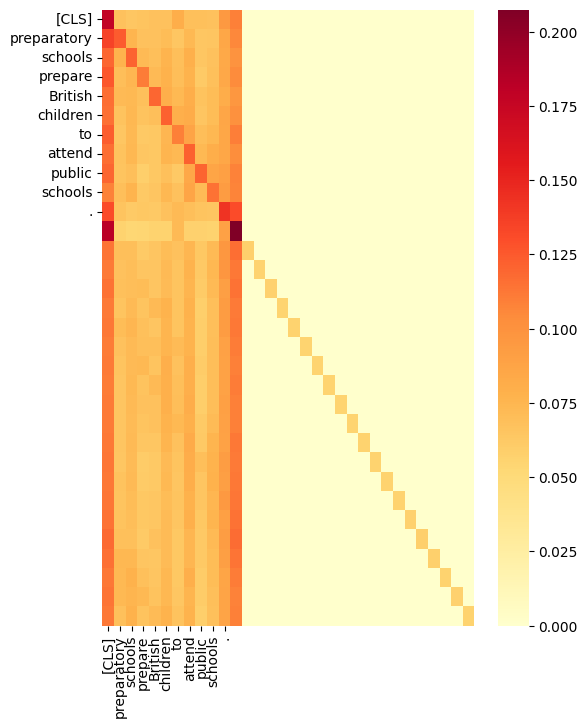 [CLS]
preparatory
schools
prepare
British
children
to
attend
public
schools
.
0.200
0.175
0.150
0.125
0.100
0.075
0.050
0.025
0.000
[CLS]
preparatory
schools
prepare
British
children
to
attend
public
schools
.